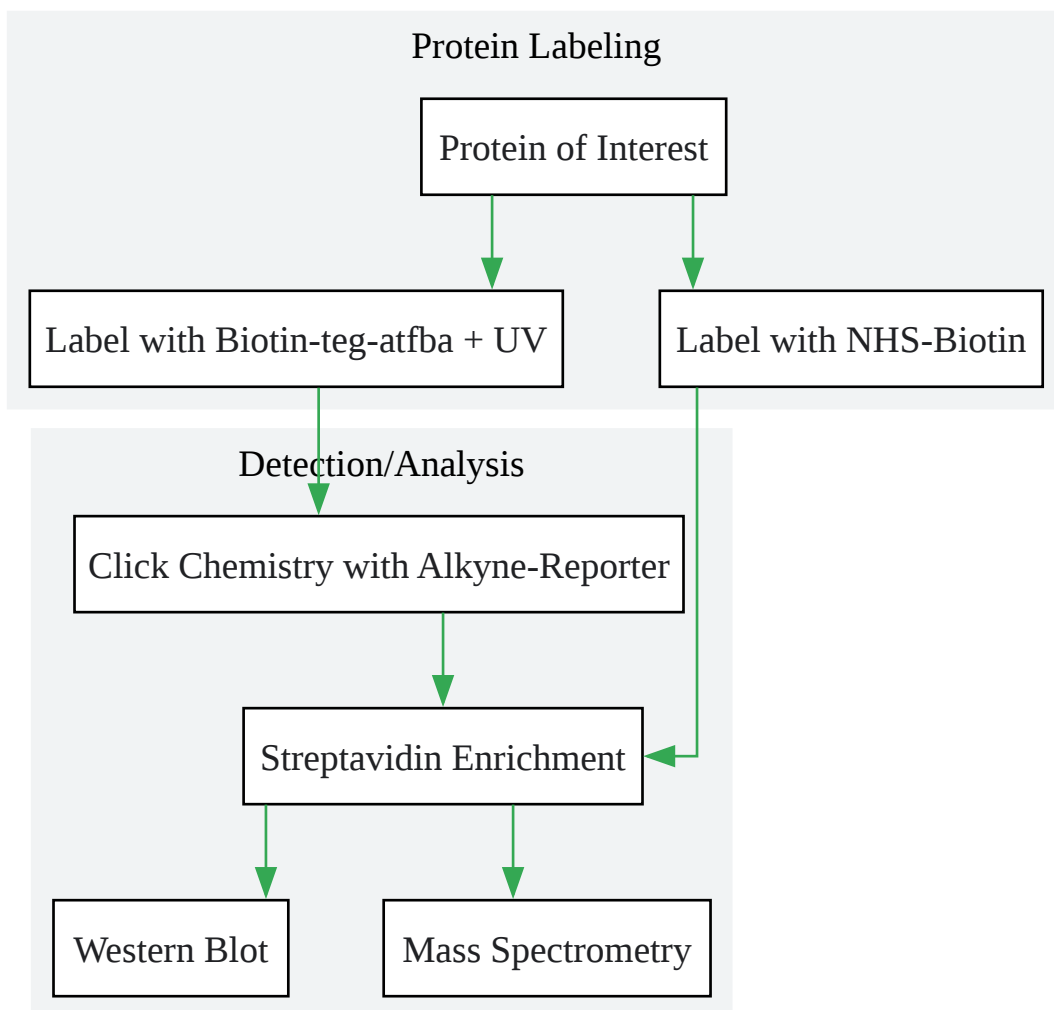 Protein Labeling
Protein of Interest
Label with Biotin-teg-atfba + UV
Label with NHS-Biotin
Detection/Analysis
Click Chemistry with Alkyne-Reporter
Streptavidin Enrichment
Western Blot
Mass Spectrometry